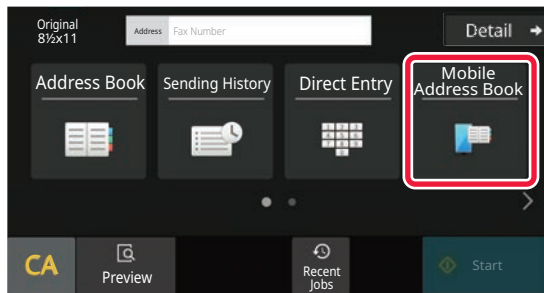 Original
8½x11
Address Fax Number
Detail
Address Book
Sending History
Direct Entry
Mobile
Address Book
CA
Preview
Recent
Jobs
Start